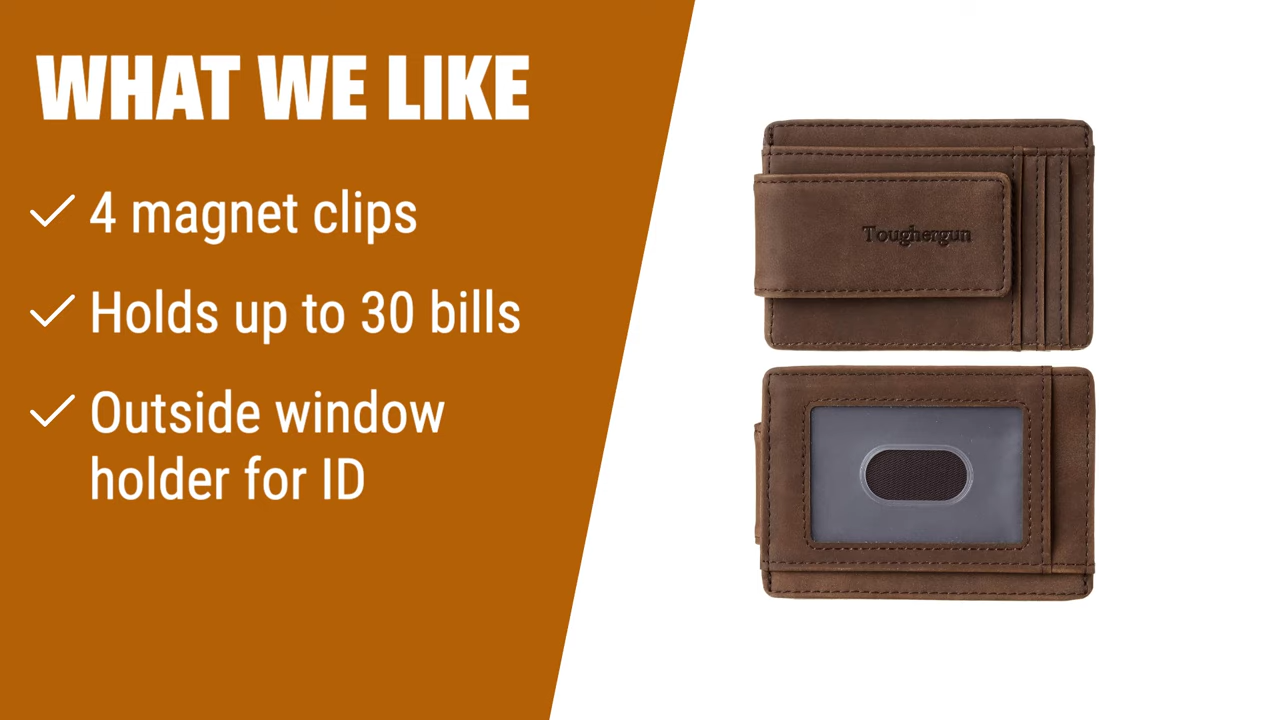 WHAT WE LIKE
4 magnet clips
Holds up to 30 bills
Outside window
holder for ID
Toughergun